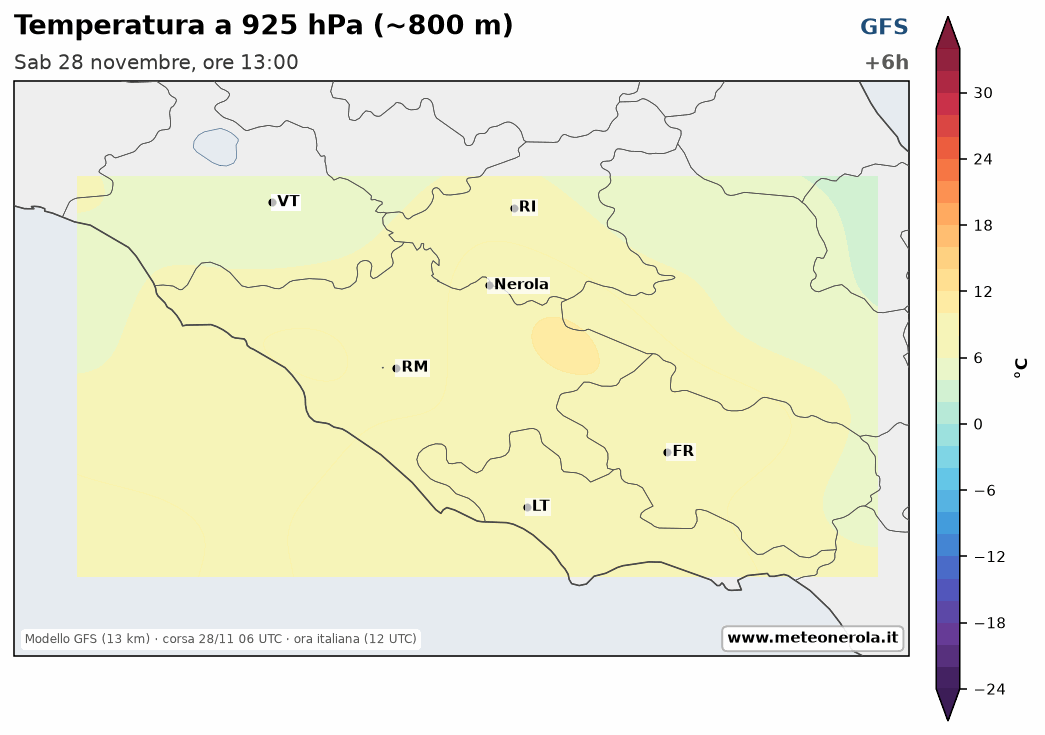 Temperatura a 925 hPa (~800 m)
GFS
Sab 28 novembre, ore 13:00
+6h
VT
RI
Nerola
RM
FR
LT
30
24
18
12
6
0
−6
−12
−18
−24
°C
Modello GFS (13 km) · corsa 28/11 06 UTC · ora italiana (12 UTC)
www.meteonerola.it